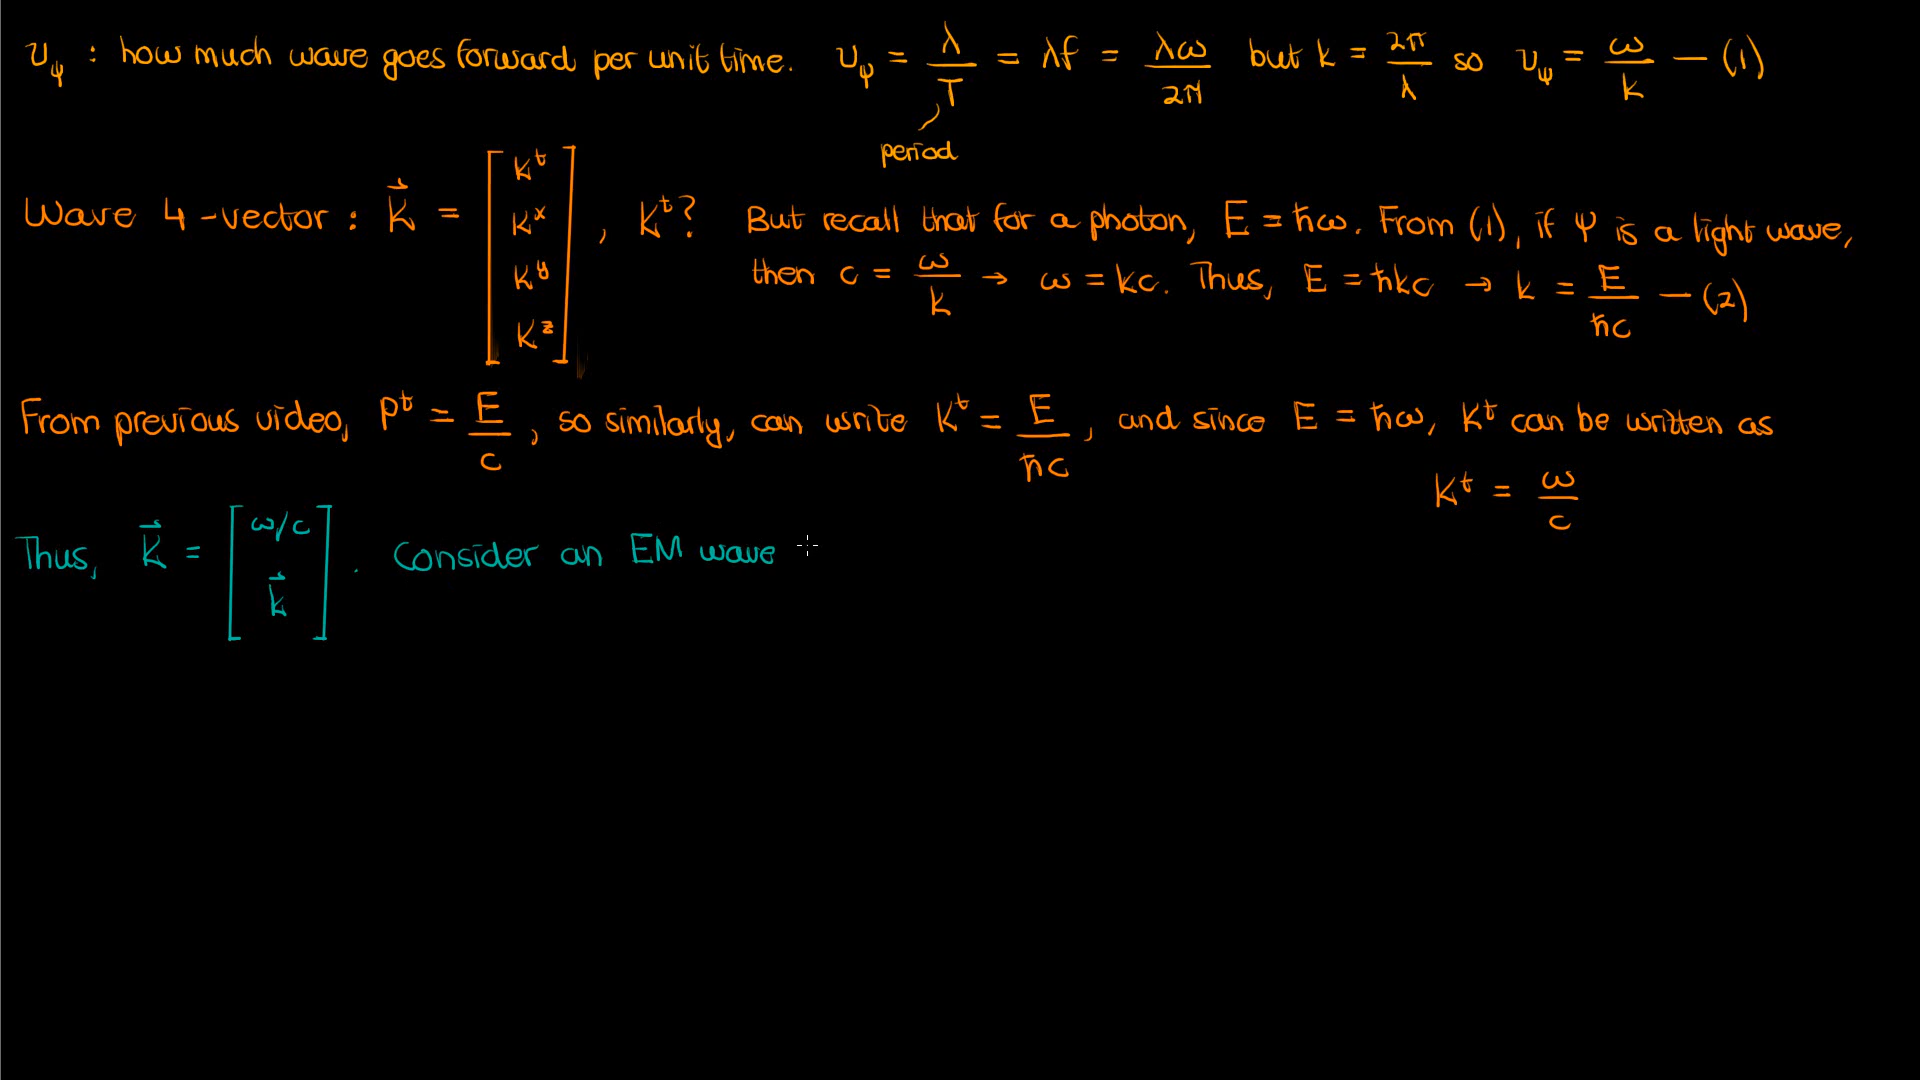 v_ψ : how much wave goes forward per unit time. v_ψ = λ/T = λf = λω/2π but k = 2π/λ so v_ψ = ω/k — (1)
period
Wave 4-vector : K⃗ = [K^t K^x K^y K^z] , K^t? But recall that for a photon, E = ħω. From (1), if Ψ is a light wave,
then c = ω/k → ω = kc. Thus, E = ħkc → k = E/ħc — (2)
From previous video, P^t = E/c , so similarly, can write K^t = E/ħc , and since E = ħω, K^t can be written as
K^t = ω/c
Thus, K⃗ = [ω/c k⃗] . Consider an EM wave